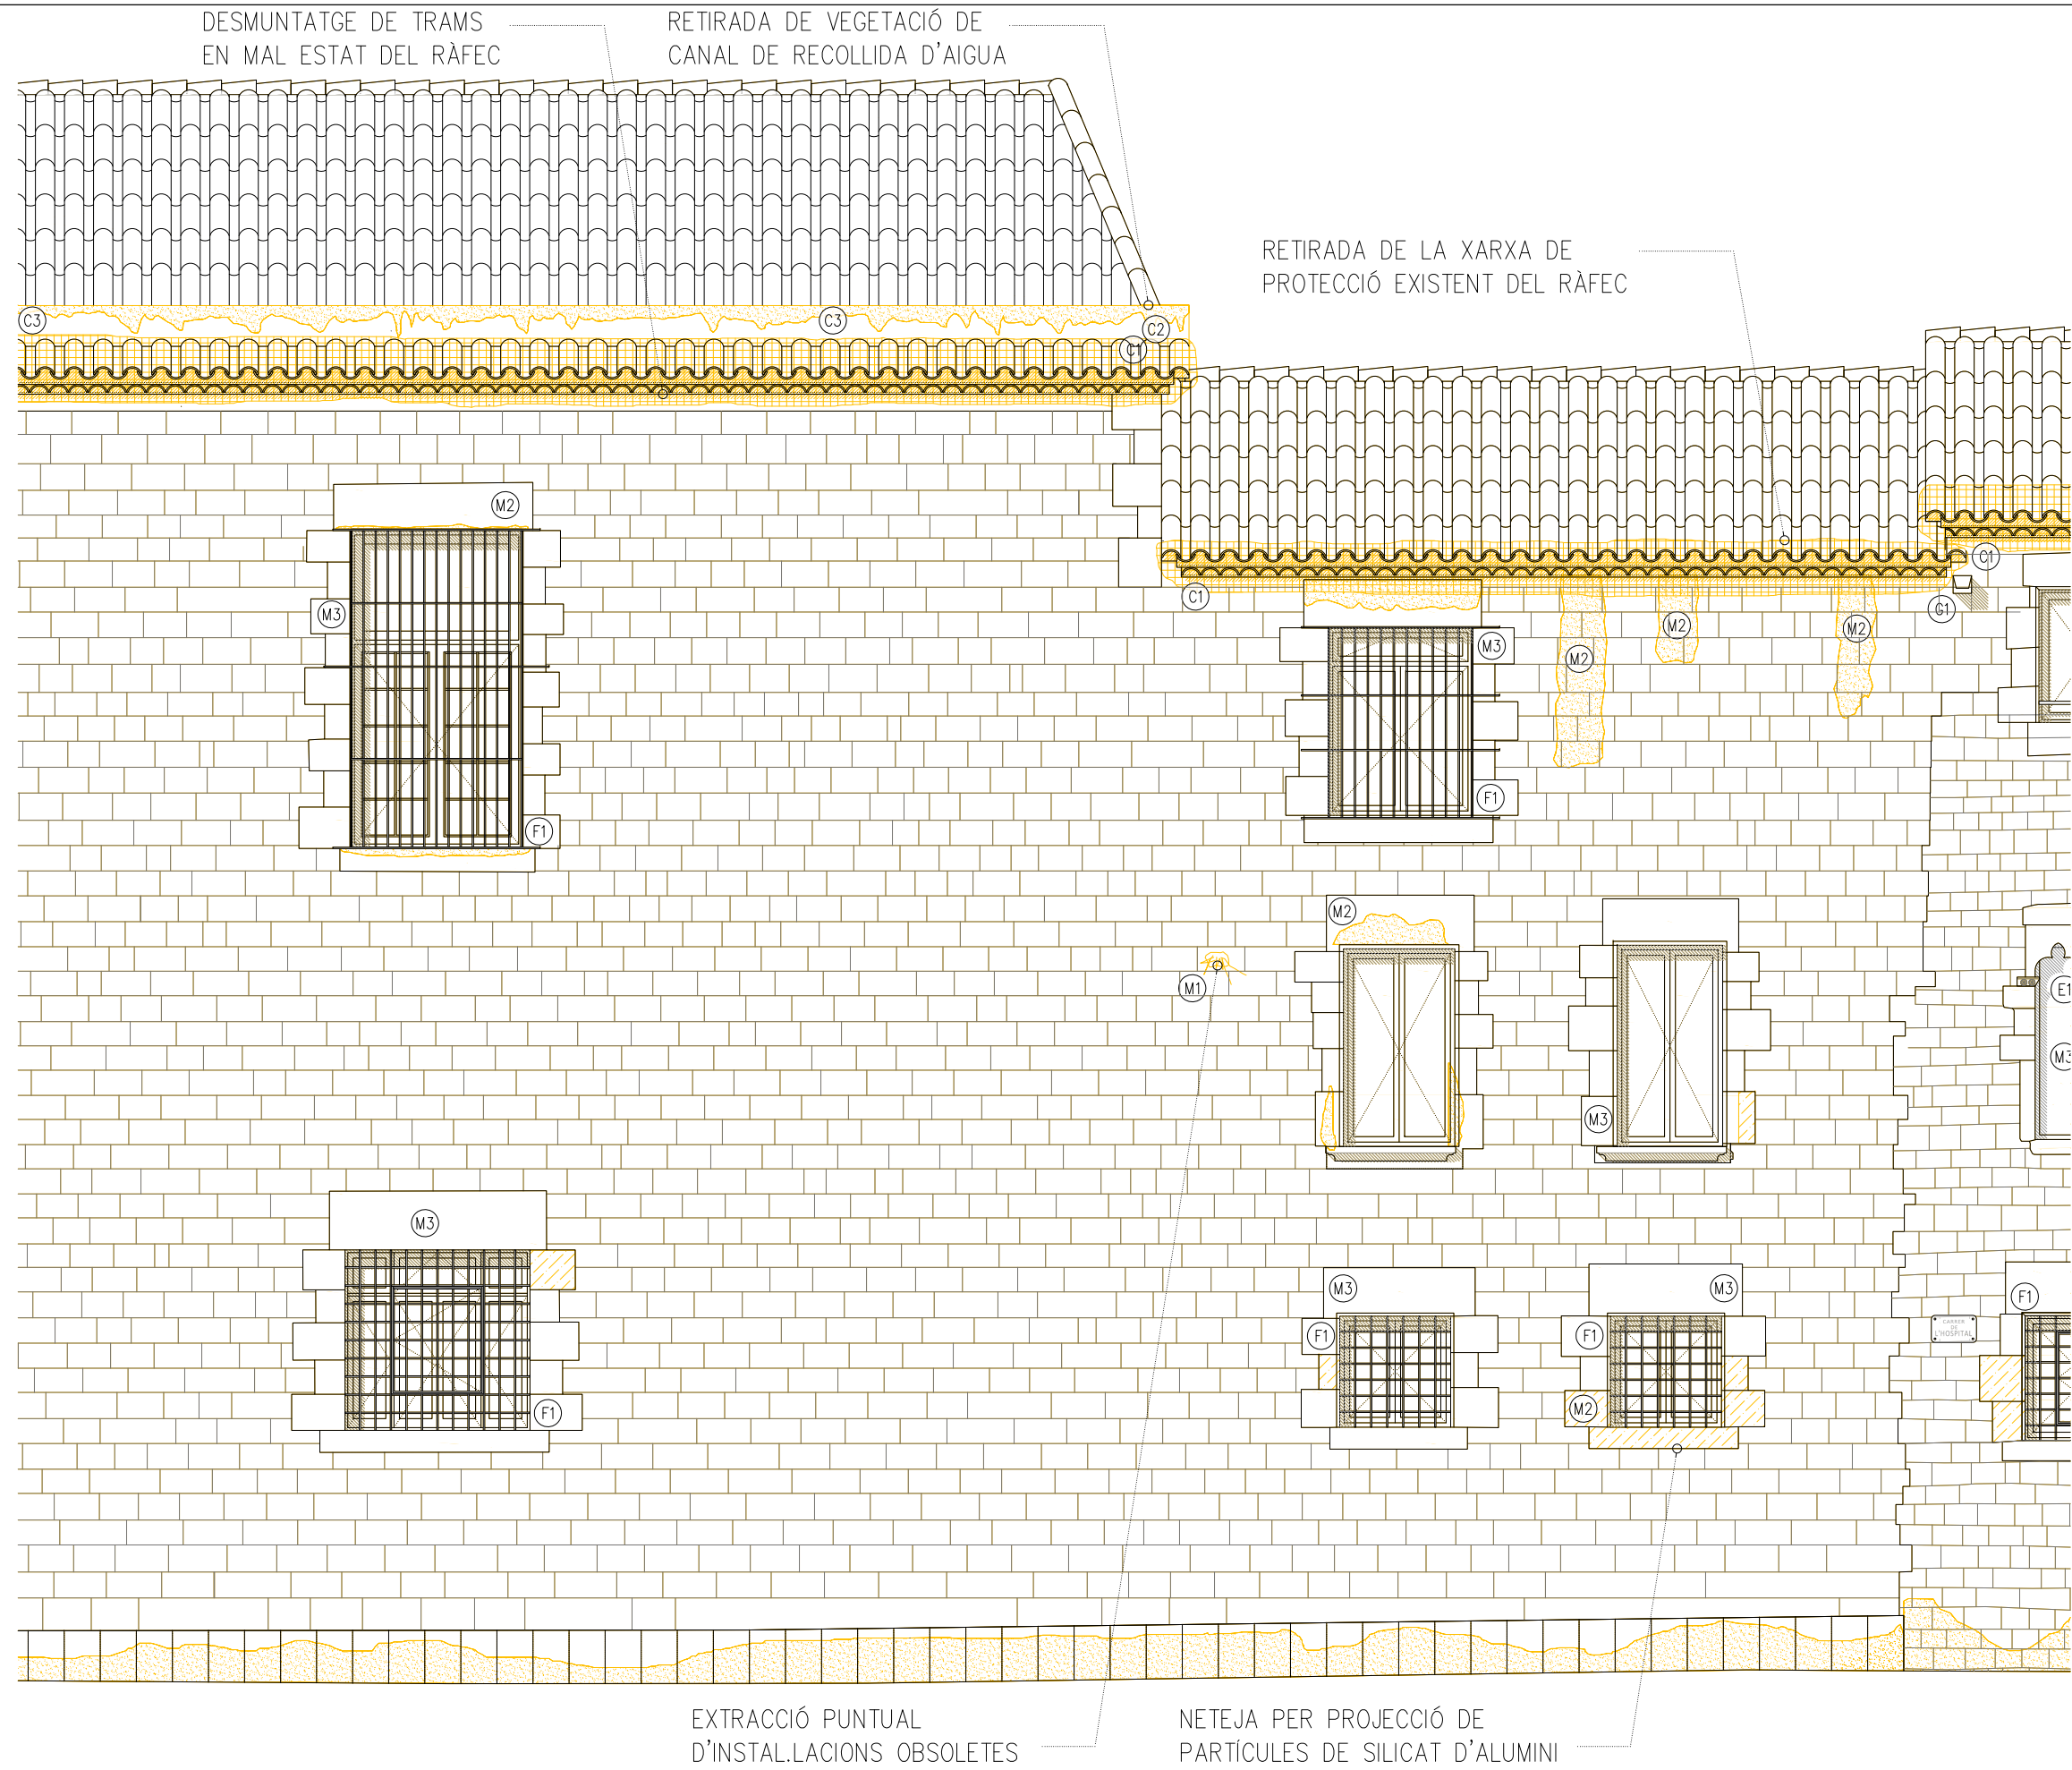 DESMUNTATGE DE TRAMS
EN MAL ESTAT DEL RÀFEC
RETIRADA DE VEGETACIÓ DE
CANAL DE RECOLLIDA D'AIGUA
RETIRADA DE LA XARXA DE
PROTECCIÓ EXISTENT DEL RÀFEC
C3
C3
C2
C1
M2
M3
F1
C1
M3
F1
M2
M2
M2
C1
G1
M2
M1
M3
E1
M3
M3
F1
M3
F1
M3
F1
M2
F1
CARRER
DE
L'HOSPITAL
EXTRACCIÓ PUNTUAL
D'INSTAL.LACIONS OBSOLETES
NETEJA PER PROJECCIÓ DE
PARTÍCULES DE SILICAT D'ALUMINI